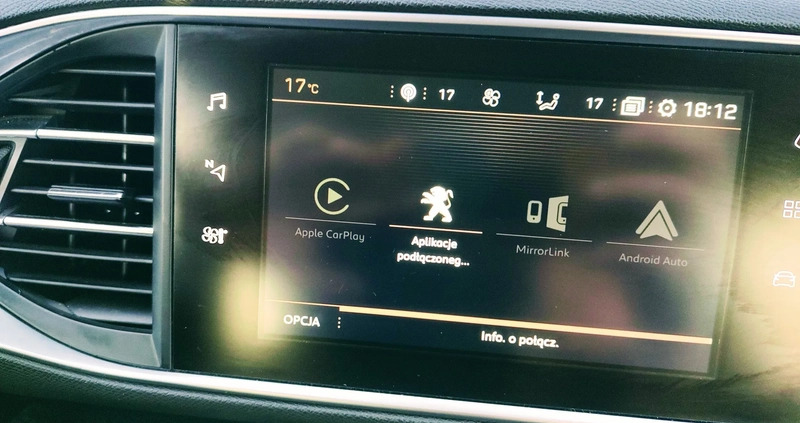 17°C 17 17 18:12
N
Apple CarPlay
Aplikacje
podłączoneg...
MirrorLink
Android Auto
OPCJA
Info. o połącz.